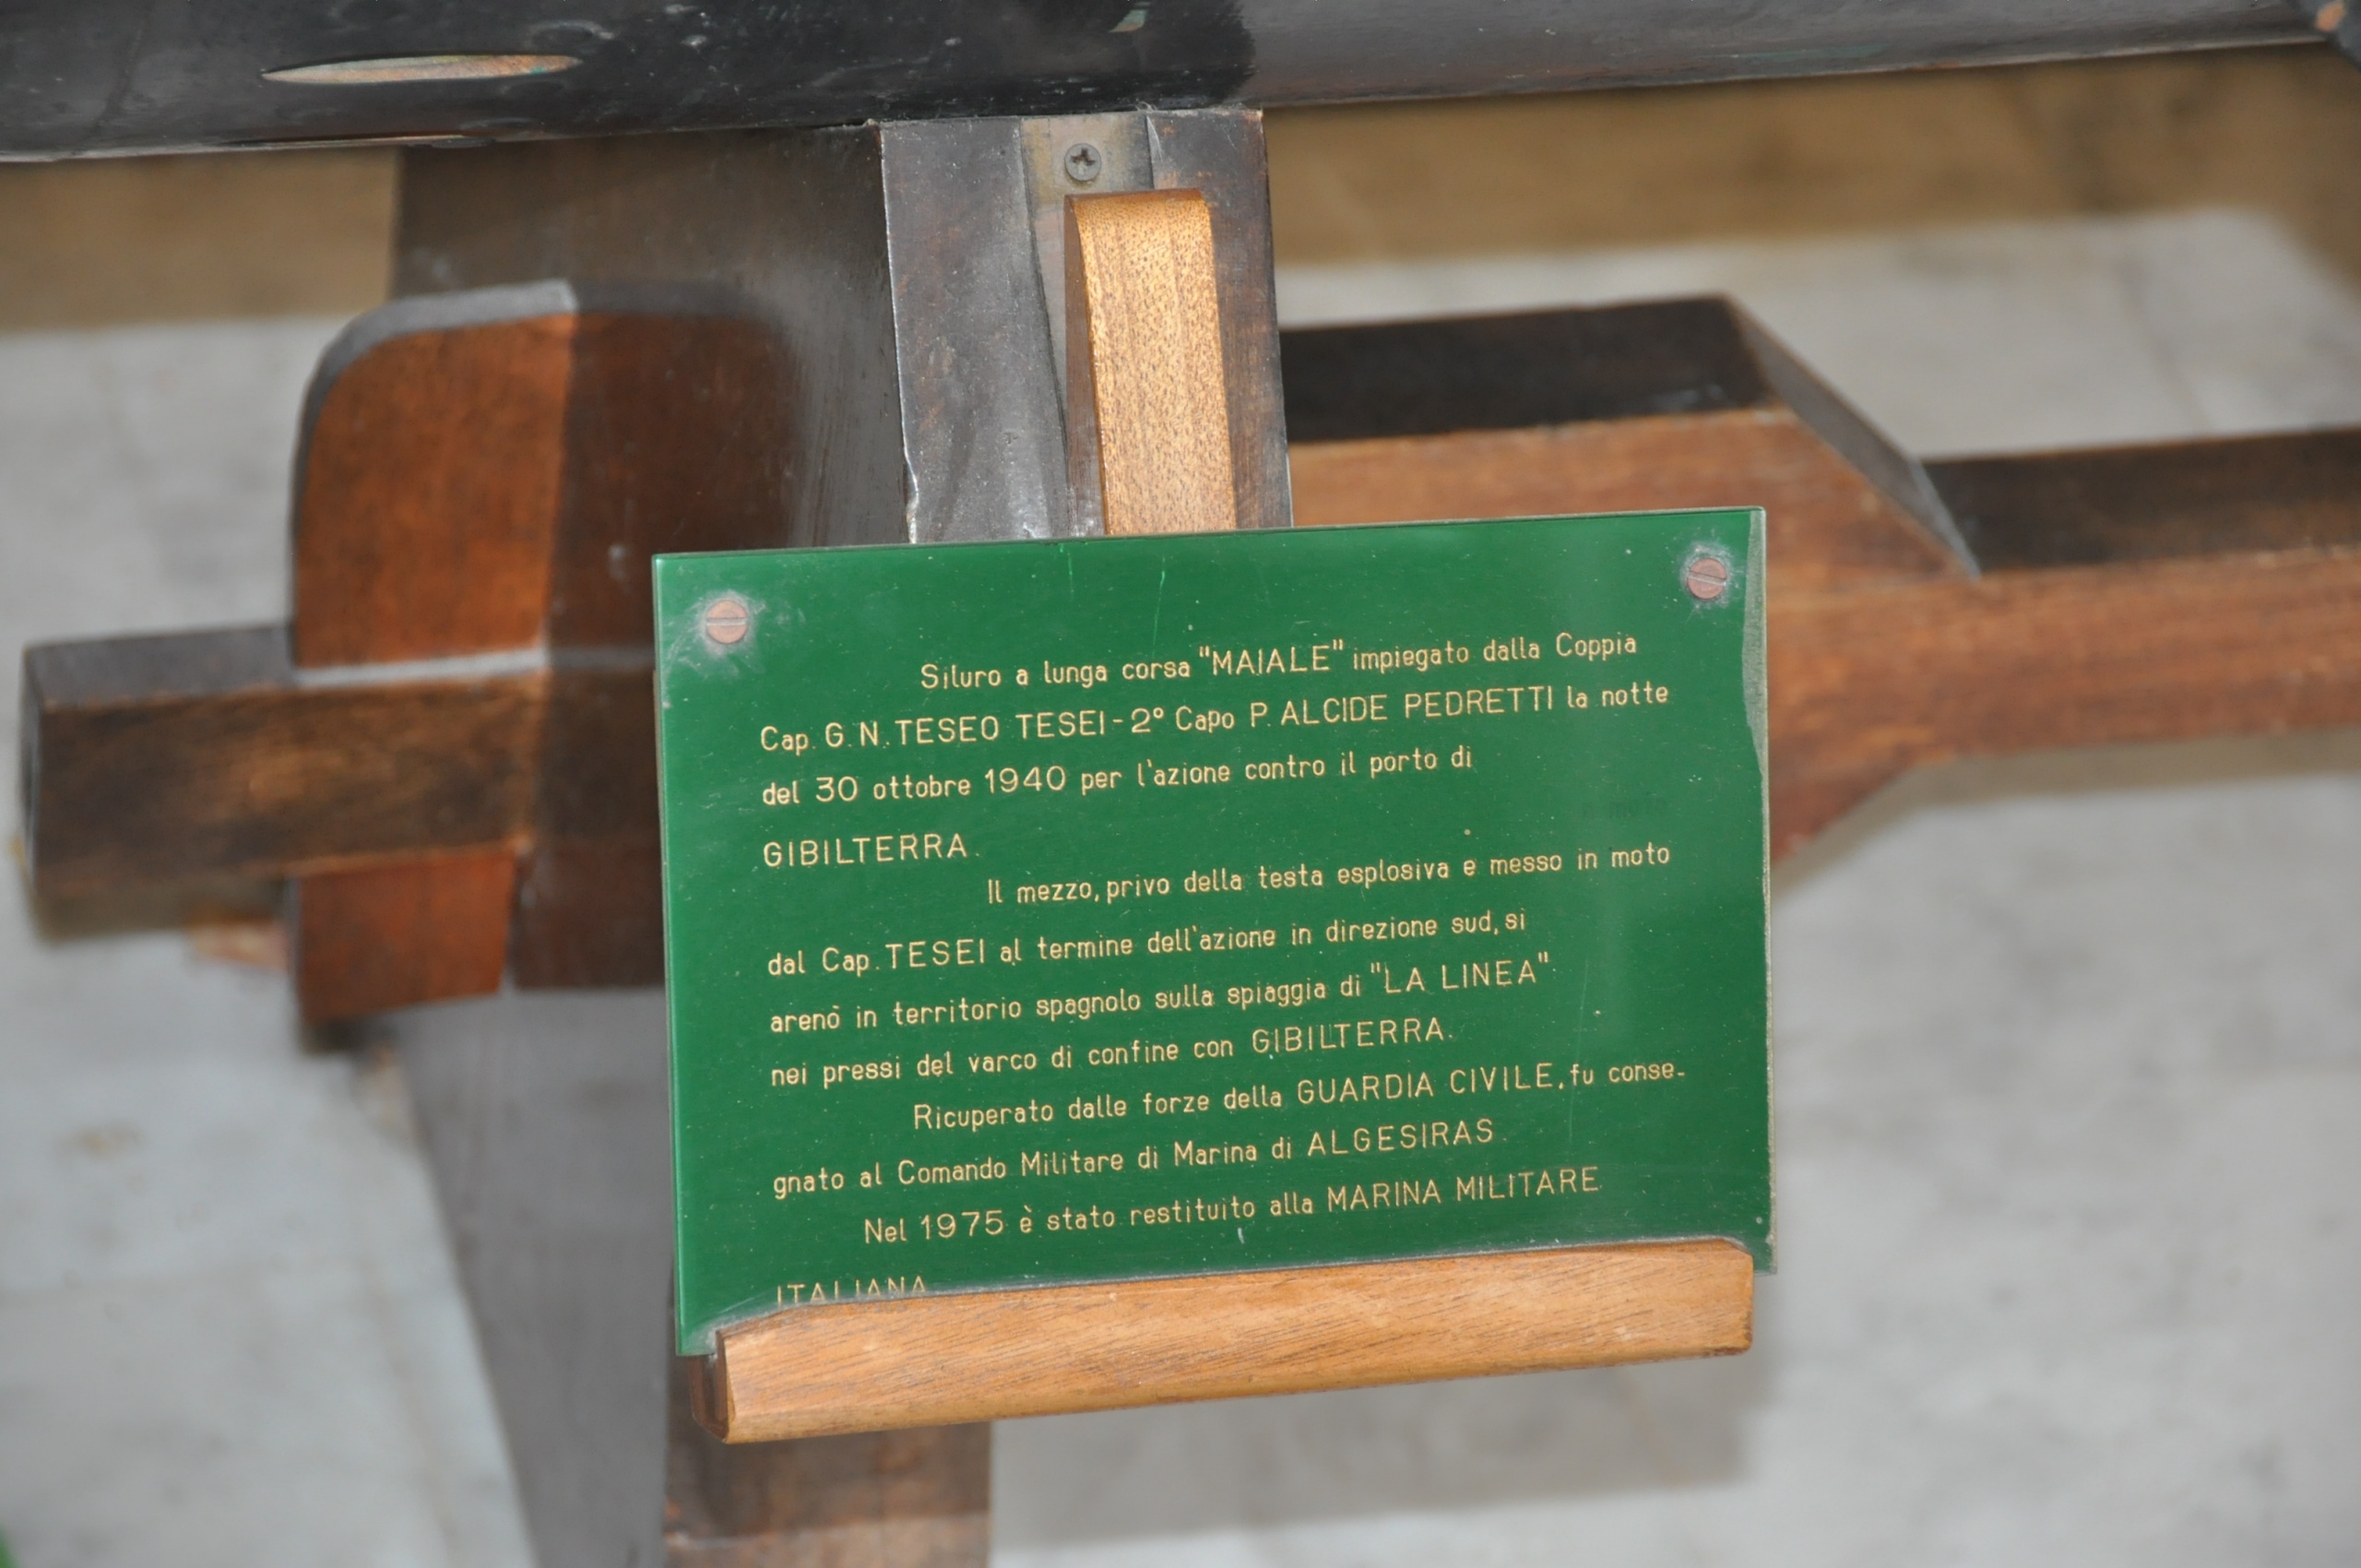 Siluro a lunga corsa "MAIALE" impiegato dalla Coppia
Cap. G. N. TESEO TESEI - 2° Capo P. ALCIDE PEDRETTI la notte
del 30 ottobre 1940 per l'azione contro il porto di
GIBILTERRA.
Il mezzo, privo della testa esplosiva e messo in moto
dal Cap. TESEI al termine dell'azione in direzione sud, si
arenò in territorio spagnolo sulla spiaggia di "LA LINEA"
nei pressi del varco di confine con GIBILTERRA.
Ricuperato dalle forze della GUARDIA CIVILE, fu conse-
gnato al Comando Militare di Marina di ALGESIRAS.
Nel 1975 è stato restituito alla MARINA MILITARE
ITALIANA